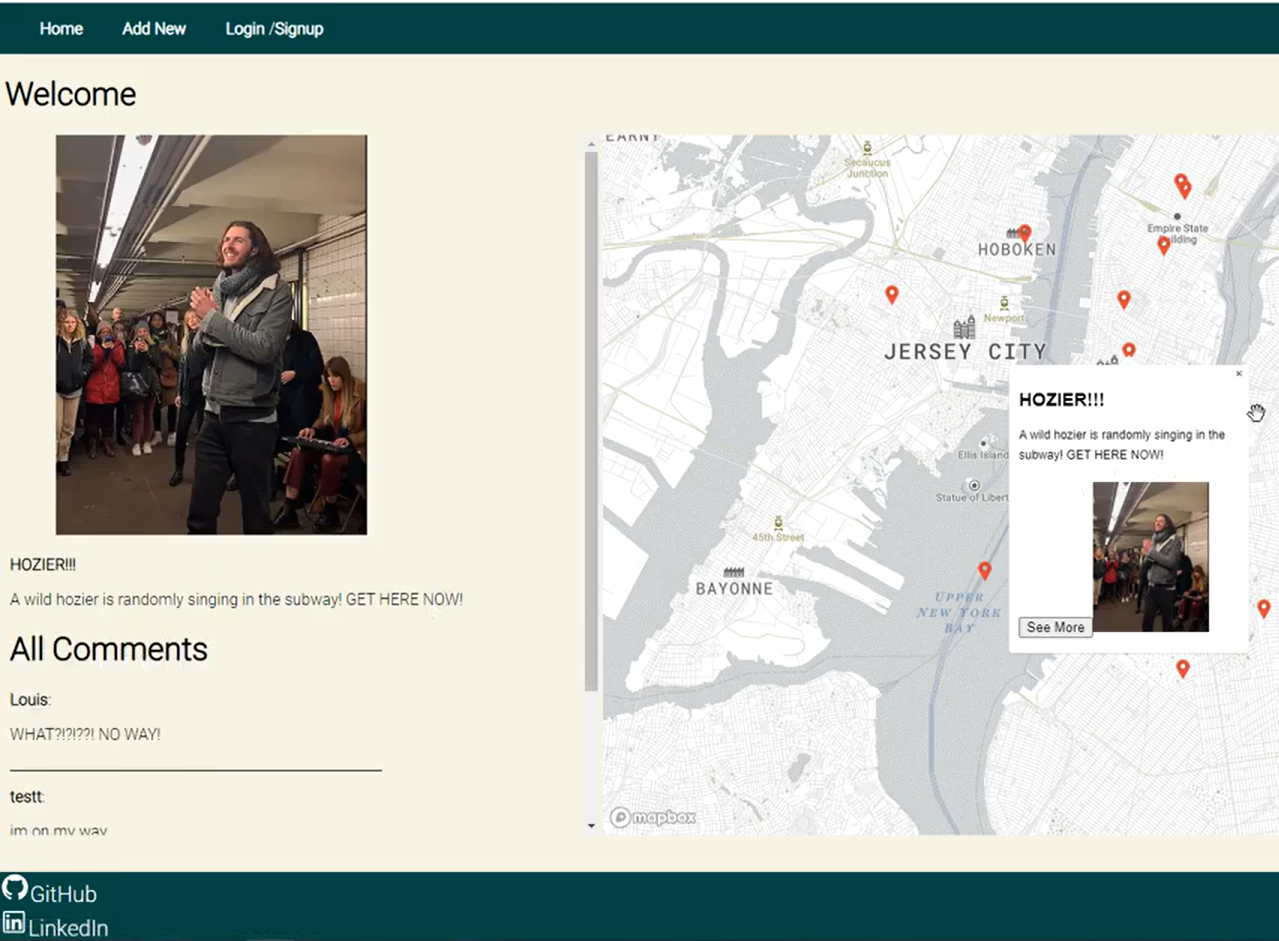 Home
Add New
Login /Signup
Welcome
HOZIER!!!
A wild hozier is randomly singing in the subway! GET HERE NOW!
All Comments
Louis:
WHAT?!?!??! NO WAY!
testt:
im on my way
EARNY
Secaucus
Junction
HOBOKEN
Empire State
Building
Newport
JERSEY CITY
Ellis Island
Statue of Libert
45th Street
BAYONNE
UPPER
NEW YORK
BAY
mapbox
HOZIER!!!
A wild hozier is randomly singing in the
subway! GET HERE NOW!
See More
GitHub
LinkedIn